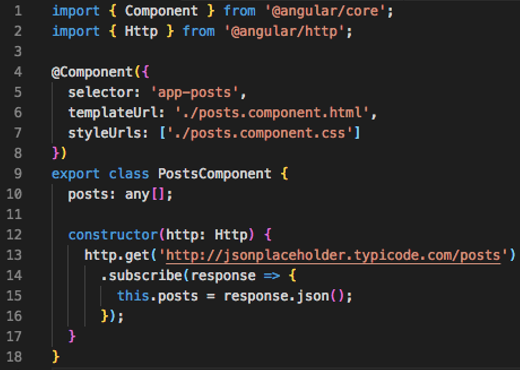 1 import { Component } from '@angular/core';
2 import { Http } from '@angular/http';
3
4 @Component({
5   selector: 'app-posts',
6   templateUrl: './posts.component.html',
7   styleUrls: ['./posts.component.css']
8 })
9 export class PostsComponent {
10   posts: any[];
11
12   constructor(http: Http) {
13     http.get('http://jsonplaceholder.typicode.com/posts')
14       .subscribe(response => {
15         this.posts = response.json();
16       });
17   }
18 }